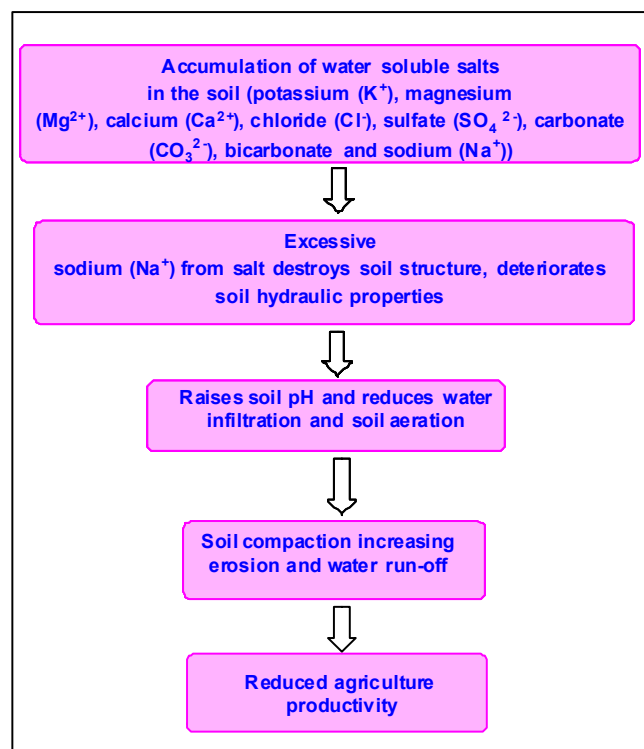 Accumulation of water soluble salts
in the soil (potassium (K⁺), magnesium
(Mg²⁺), calcium (Ca²⁺), chloride (Cl⁻), sulfate (SO₄ ²⁻), carbonate
(CO₃²⁻), bicarbonate and sodium (Na⁺))
Excessive
sodium (Na⁺) from salt destroys soil structure, deteriorates
soil hydraulic properties
Raises soil pH and reduces water
infiltration and soil aeration
Soil compaction increasing
erosion and water run-off
Reduced agriculture
productivity